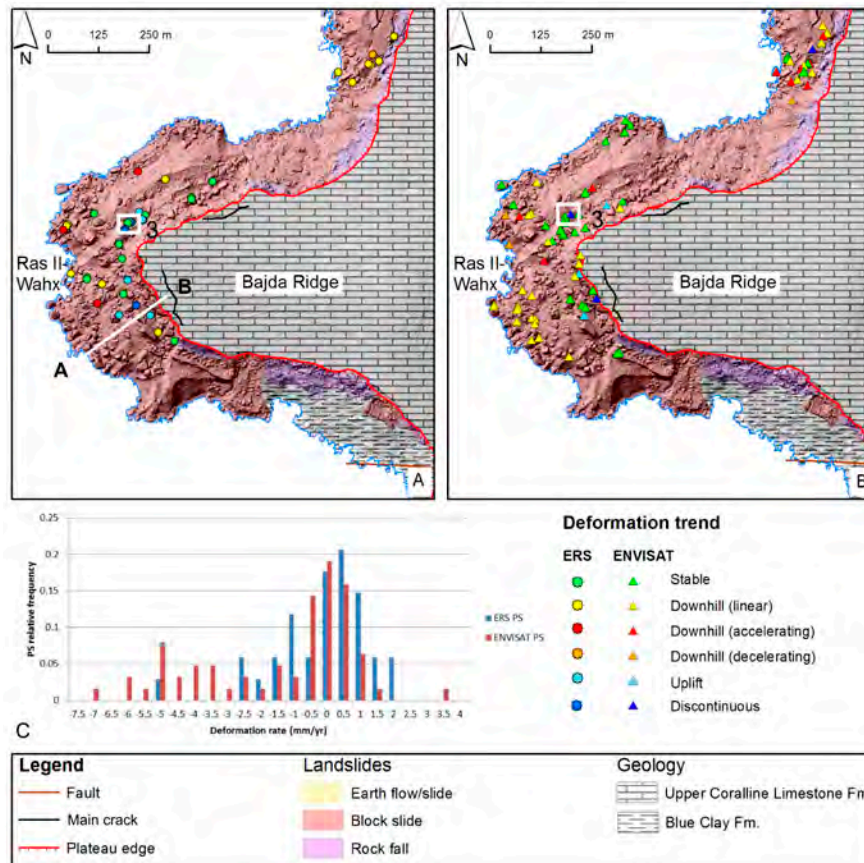 0 125 250 m
N
Ras Il-
Wahx
3
B
A
Bajda Ridge
A
0 125 250 m
N
Ras Il-
Wahx
3
Bajda Ridge
B
PS relative frequency
0.25
0.2
0.15
0.1
0.05
0
7.5 -7 -6.5 -6 -5.5 -5 -4.5 -4 -3.5 -3 -2.5 -2 -1.5 -1 -0.5 0 0.5 1 1.5 2 2.5 3 3.5 4
Deformation rate (mm/yr)
ERS PS
ENVISAT PS
C
Deformation trend
ERS ENVISAT
Stable
Downhill (linear)
Downhill (accelerating)
Downhill (decelerating)
Uplift
Discontinuous
Legend
Fault
Main crack
Plateau edge
Landslides
Earth flow/slide
Block slide
Rock fall
Geology
Upper Coralline Limestone Fm
Blue Clay Fm.